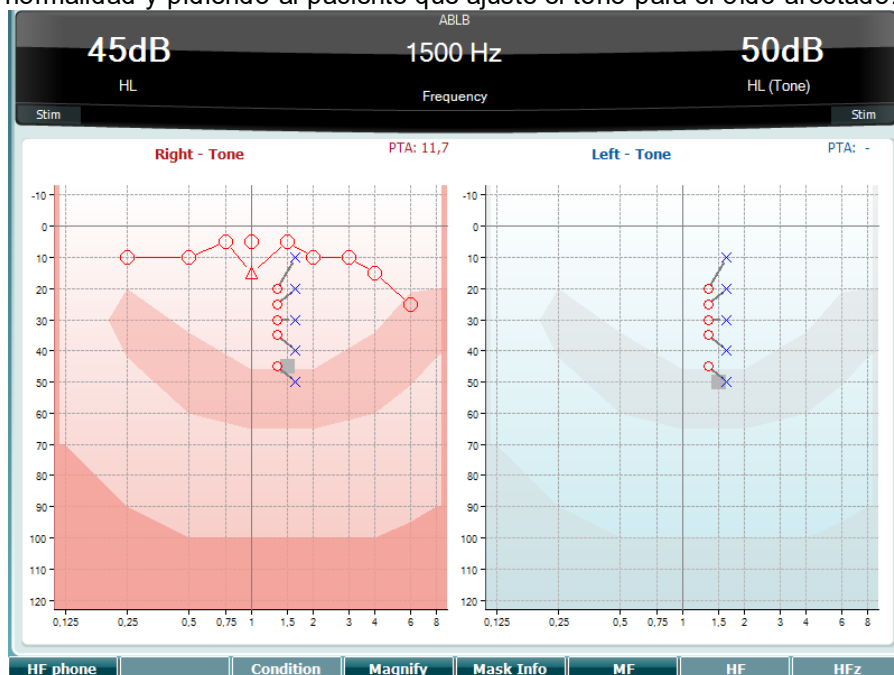 normalidad y pidiendo al paciente que ajuste el tono para el oído afectado.
ABLB
45dB 1500 Hz 50dB
HL HL (Tone)
Frequency
Stim Stim
Right - Tone PTA: 11,7 Left - Tone PTA: -
-10 -10
0 0
10 10
20 20
30 30
40 40
50 50
60 60
70 70
80 80
90 90
100 100
110 110
120 120
0,125 0,25 0,5 0,75 1 1,5 2 3 4 6 8 0,125 0,25 0,5 0,75 1 1,5 2 3 4 6 8
HF phone Condition Magnify Mask Info MF HF HFz